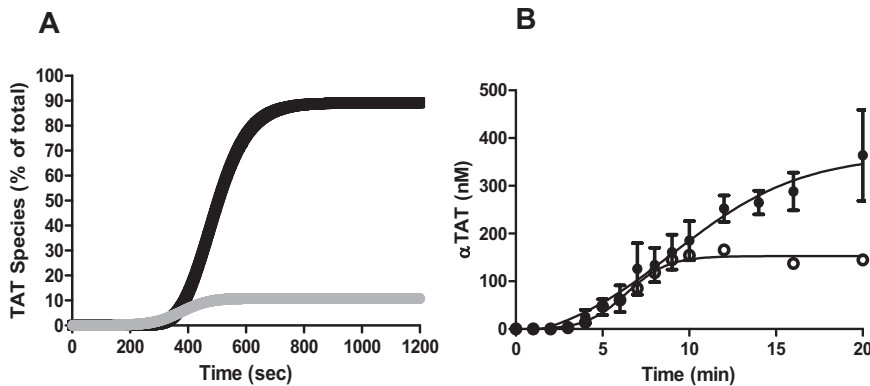 A
TAT Species (% of total)
100
90
80
70
60
50
40
30
20
10
0
0 200 400 600 800 1000 1200
Time (sec)
B
αTAT (nM)
500
400
300
200
100
0
0 5 10 15 20
Time (min)